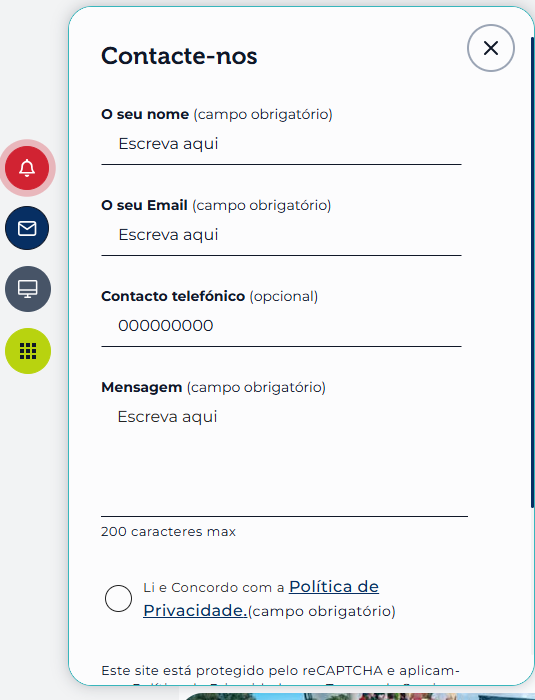 Contacte-nos
O seu nome (campo obrigatório)
Escreva aqui
O seu Email (campo obrigatório)
Escreva aqui
Contacto telefónico (opcional)
000000000
Mensagem (campo obrigatório)
Escreva aqui
200 caracteres max
Li e Concordo com a Política de
Privacidade.(campo obrigatório)
Este site está protegido pelo reCAPTCHA e aplicam-